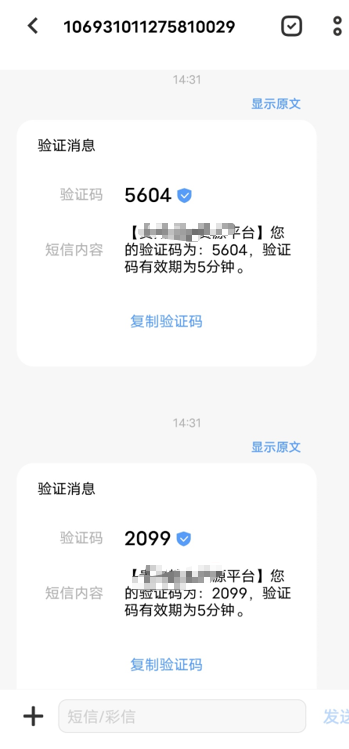 106931011275810029
14:31
显示原文
验证消息
验证码 5604
短信内容
【 源平台】您
的验证码为：5604，验证
码有效期为5分钟。
复制验证码
14:31
显示原文
验证消息
验证码 2099
短信内容
【 源平台】您
的验证码为：2099，验证
码有效期为5分钟。
复制验证码
短信/彩信
发送